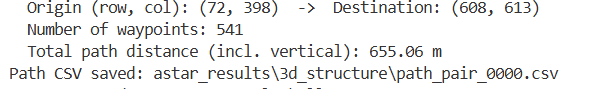 Origin (row, col): (72, 398)  ->  Destination: (608, 613)
Number of waypoints: 541
Total path distance (incl. vertical): 655.06 m
Path CSV saved: astar_results\3d_structure\path_pair_0000.csv